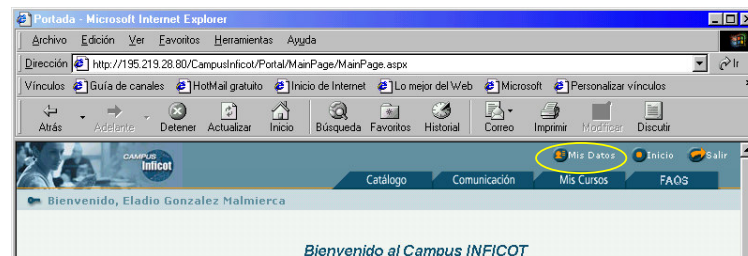 Portada - Microsoft Internet Explorer
Archivo Edición Ver Favoritos Herramientas Ayuda
Dirección http://195.219.28.80/CampusInficot/Portal/MainPage/MainPage.aspx Ir
Vínculos Guía de canales HotMail gratuito Inicio de Internet Lo mejor del Web Microsoft Personalizar vínculos »
Atrás Adelante Detener Actualizar Inicio Búsqueda Favoritos Historial Correo Imprimir Modificar Discutir
CAMPUS Inficot Mis Datos Inicio Salir
Catálogo Comunicación Mis Cursos FAQS
Bienvenido, Eladio Gonzalez Malmierca
Bienvenido al Campus INFICOT